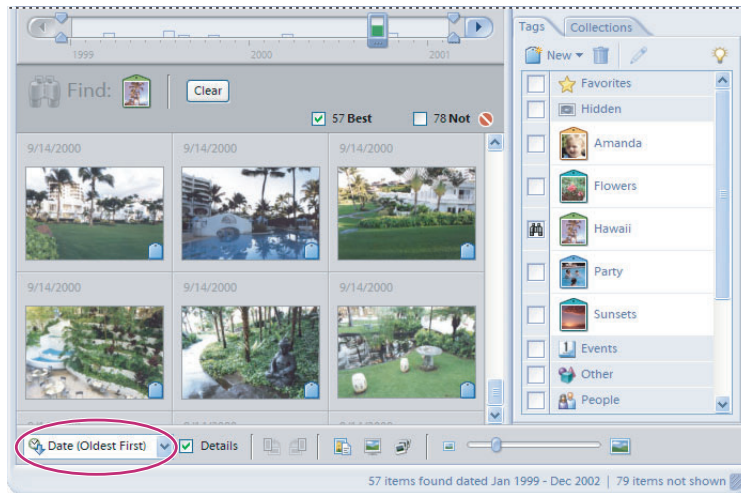 1999 2000 2001
Find: Clear
57 Best 78 Not
9/14/2000 9/14/2000 9/14/2000
9/14/2000 9/14/2000 9/14/2000
Date (Oldest First) Details
Tags Collections
New
Favorites
Hidden
Amanda
Flowers
Hawaii
Party
Sunsets
1 Events
Other
People
57 items found dated Jan 1999 - Dec 2002 | 79 items not shown